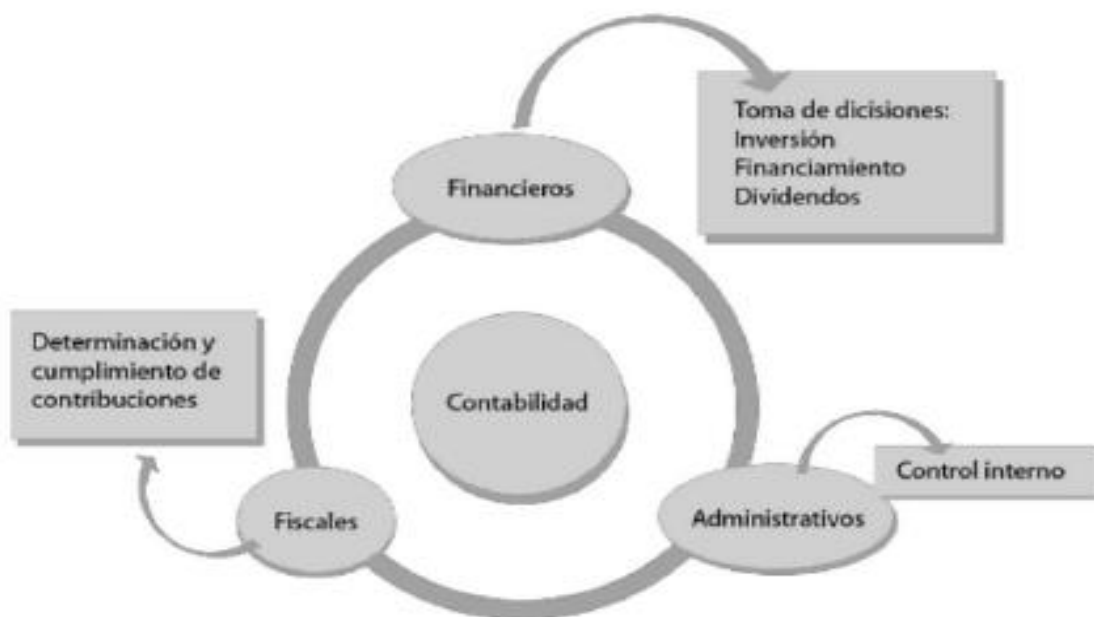 Toma de dicisiones:
Inversión
Financiamiento
Dividendos
Financieros
Determinación y
cumplimiento de
contribuciones
Contabilidad
Control interno
Fiscales
Administrativos